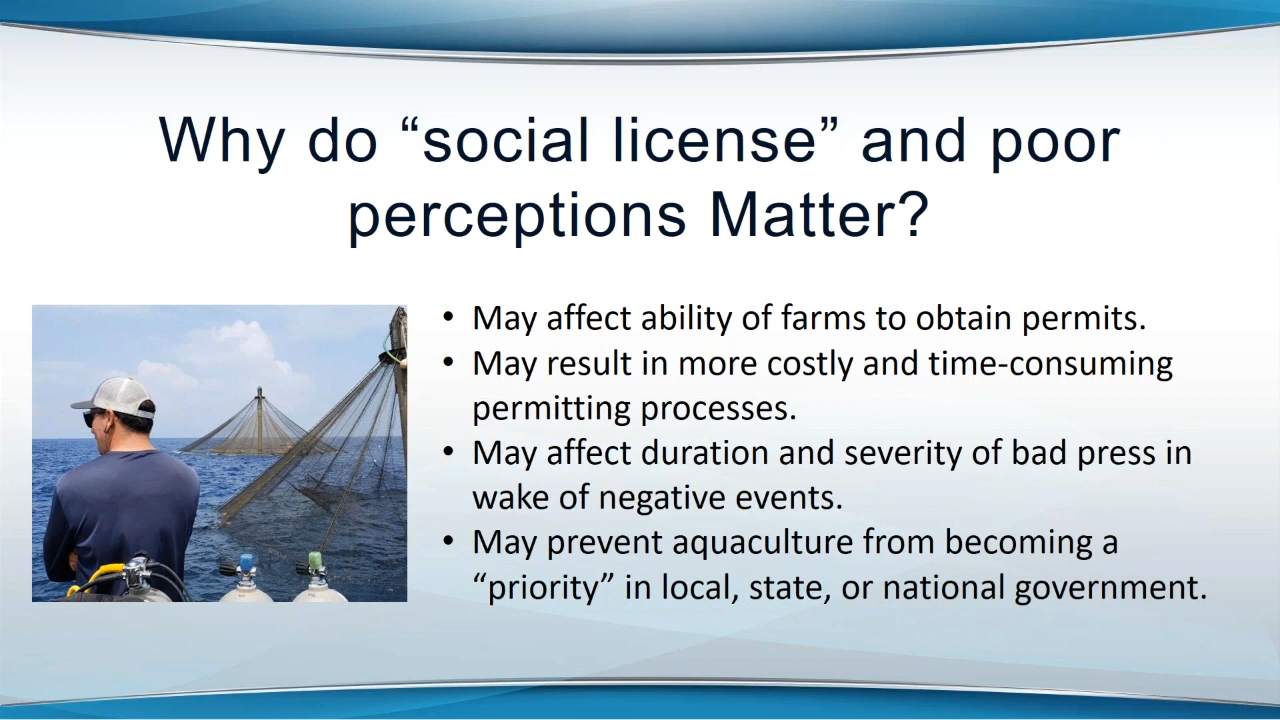 Why do “social license” and poor
perceptions Matter?
• May affect ability of farms to obtain permits.
• May result in more costly and time-consuming
permitting processes.
• May affect duration and severity of bad press in
wake of negative events.
• May prevent aquaculture from becoming a
“priority” in local, state, or national government.